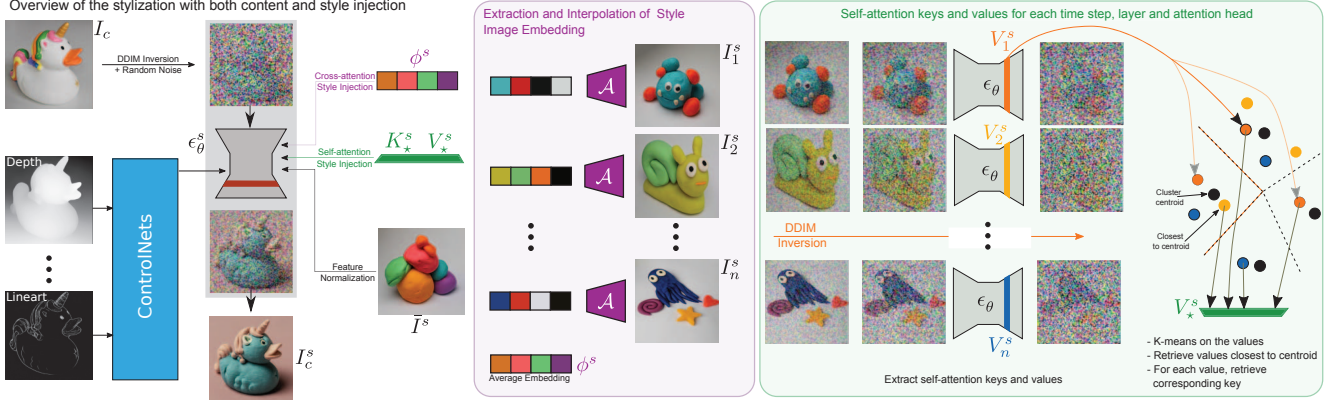 Overview of the stylization with both content and style injection
I_c
DDIM Inversion
+ Random Noise
ϕ^s
Cross-attention
Style Injection
ϵ_θ^s
K_⋆^s V_⋆^s
Self-attention
Style Injection
Depth
ControlNets
Feature
Normalization
Lineart
Ī^s
I_c^s
Extraction and Interpolation of Style
Image Embedding
A
I_1^s
A
I_2^s
A
I_n^s
ϕ^s
Average Embedding
Self-attention keys and values for each time step, layer and attention head
V_1^s
ϵ_θ
V_2^s
ϵ_θ
Cluster
centroid
Closest
to centroid
DDIM
Inversion
ϵ_θ
V_n^s
V_⋆^s
Extract self-attention keys and values
- K-means on the values
- Retrieve values closest to centroid
- For each value, retrieve
corresponding key